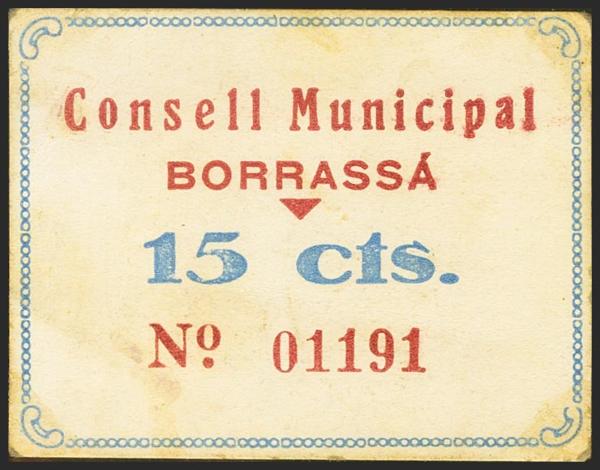 Consell Municipal
BORRASSÁ
15 cts.
Nº 01191